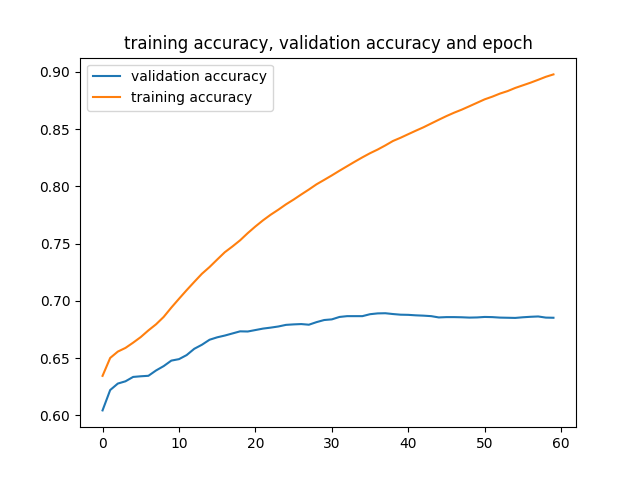 training accuracy, validation accuracy and epoch
validation accuracy
training accuracy
0.90
0.85
0.80
0.75
0.70
0.65
0.60
0 10 20 30 40 50 60